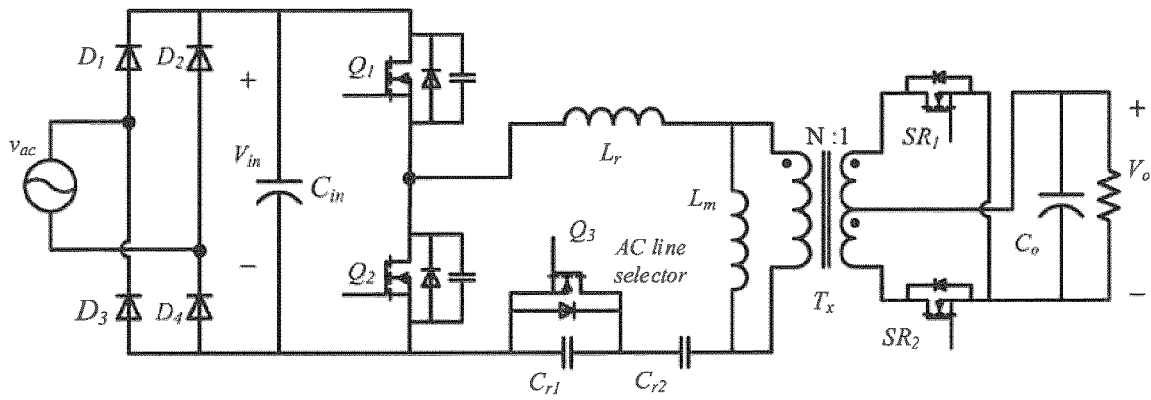 D1
D2
+
Q1
vac
Vin
Cin
−
Lr
N :1
SR1
+
Vo
Lm
Q2
Q3
AC line
selector
Co
D3
D4
Tx
−
SR2
Cr1
Cr2